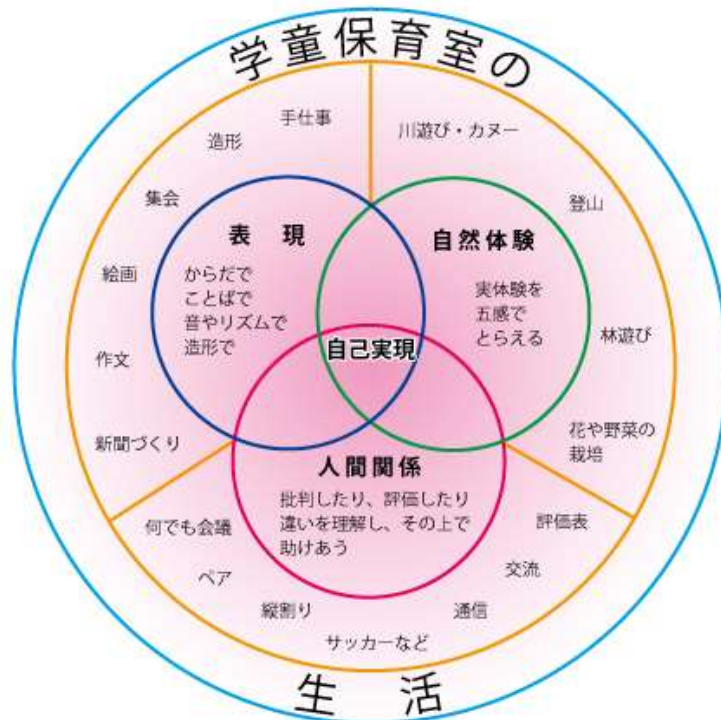 学童保育室の
手仕事
造形
集会
絵画
作文
新聞づくり
川遊び・カヌー
登山
林遊び
花や野菜の
栽培
表 現
からだで
ことばで
音やリズムで
造形で
自然体験
実体験を
五感で
とらえる
自己実現
人間関係
批判したり、評価したり
違いを理解し、その上で
助けあう
何でも会議
ペア
縦割り
サッカーなど
通信
交流
評価表
生 活